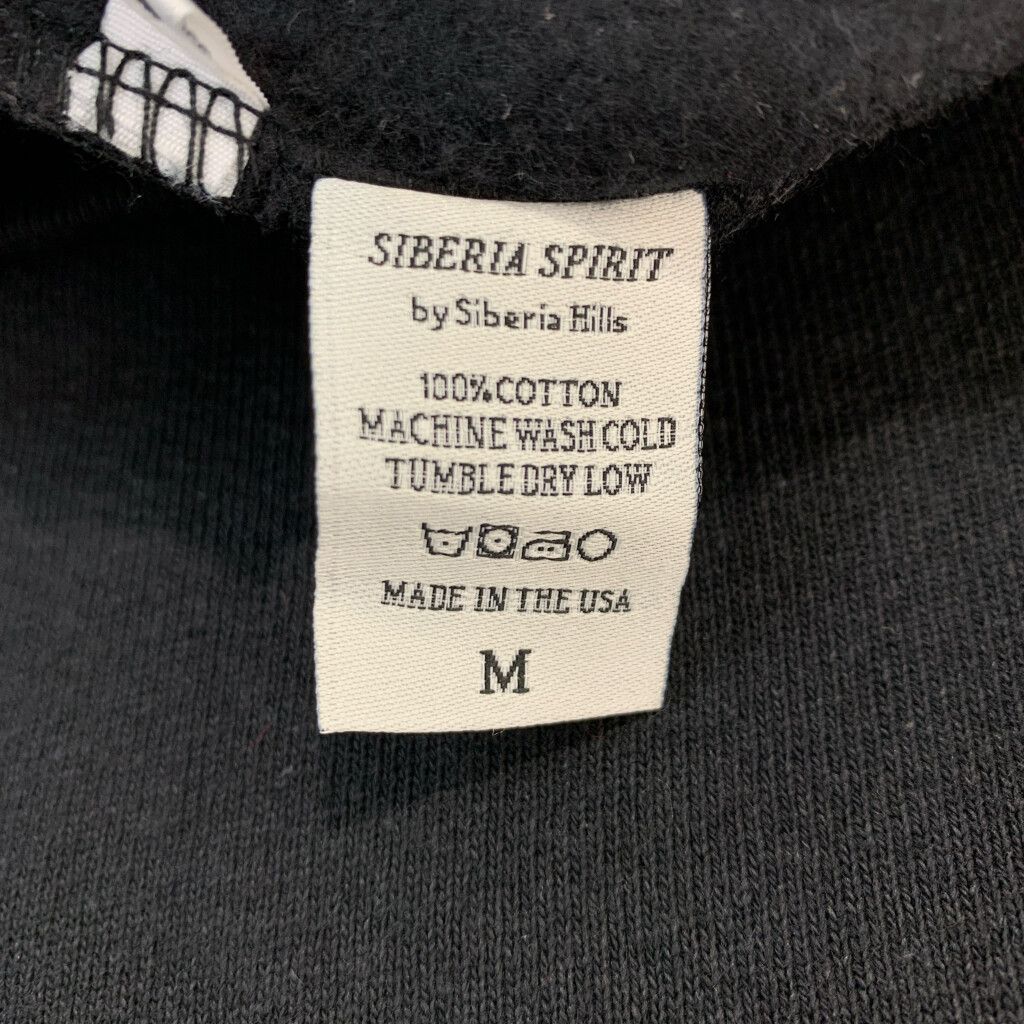 SIBERIA SPIRIT
by Siberia Hills
100% COTTON
MACHINE WASH COLD
TUMBLE DRY LOW
MADE IN THE USA
M